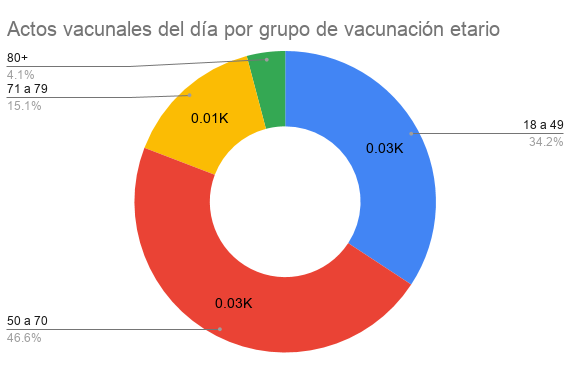 Actos vacunales del día por grupo de vacunación etario
80+
4.1%
71 a 79
15.1%
0.01K
18 a 49
34.2%
0.03K
0.03K
50 a 70
46.6%